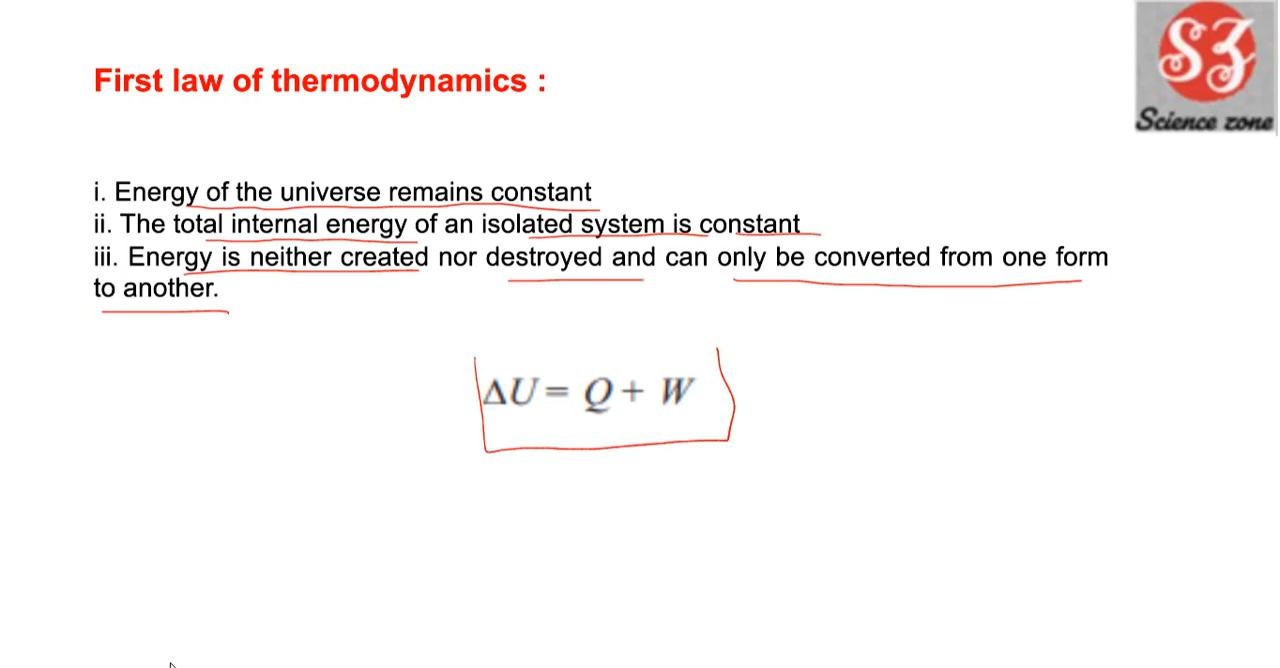 SZ
Science zone
First law of thermodynamics :
i. Energy of the universe remains constant
ii. The total internal energy of an isolated system is constant
iii. Energy is neither created nor destroyed and can only be converted from one form
to another.
ΔU = Q + W